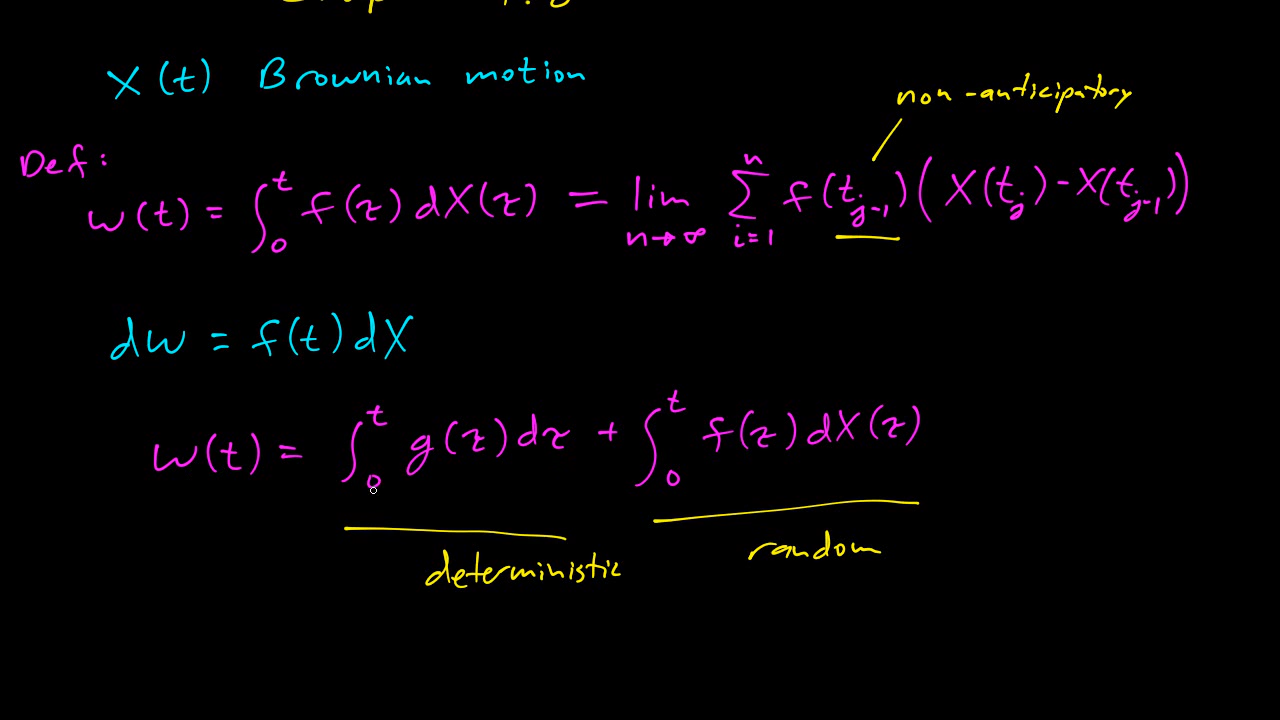 X(t) Brownian motion
non-anticipatory
Def:
w(t) = ∫₀ᵗ f(τ) dX(τ) = lim_{n→∞} Σ_{i=1}^{n} f(t_{j-1}) (X(t_j) - X(t_{j-1}))
dw = f(t) dX
w(t) = ∫₀ᵗ g(τ) dτ + ∫₀ᵗ f(τ) dX(τ)
deterministic random